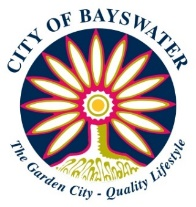 CITY OF BAYSWATER
The Garden City - Quality Lifestyle